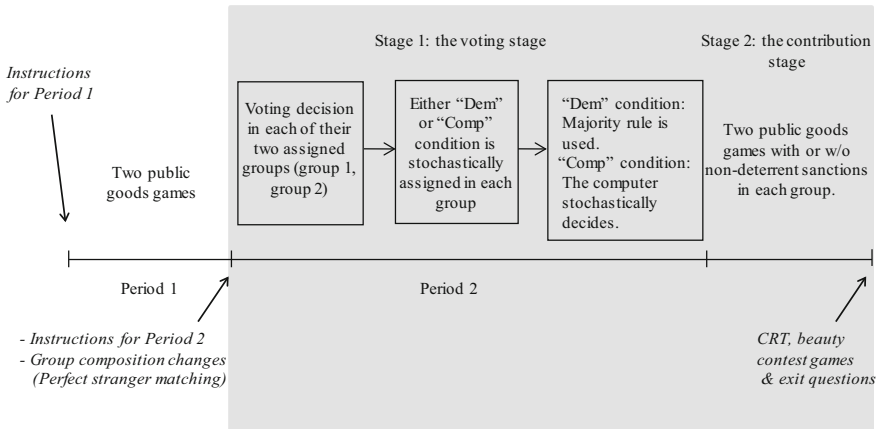 Stage 1: the voting stage
Stage 2: the contribution
stage
Instructions
for Period 1
Two public
goods games
Voting decision
in each of their
two assigned
groups (group 1,
group 2)
Either “Dem”
or “Comp”
condition is
stochastically
assigned in each
group
“Dem” condition:
Majority rule is
used.
“Comp” condition:
The computer
stochastically
decides.
Two public goods
games with or w/o
non-deterrent sanctions
in each group.
Period 1
Period 2
- Instructions for Period 2
- Group composition changes
(Perfect stranger matching)
CRT, beauty
contest games
& exit questions